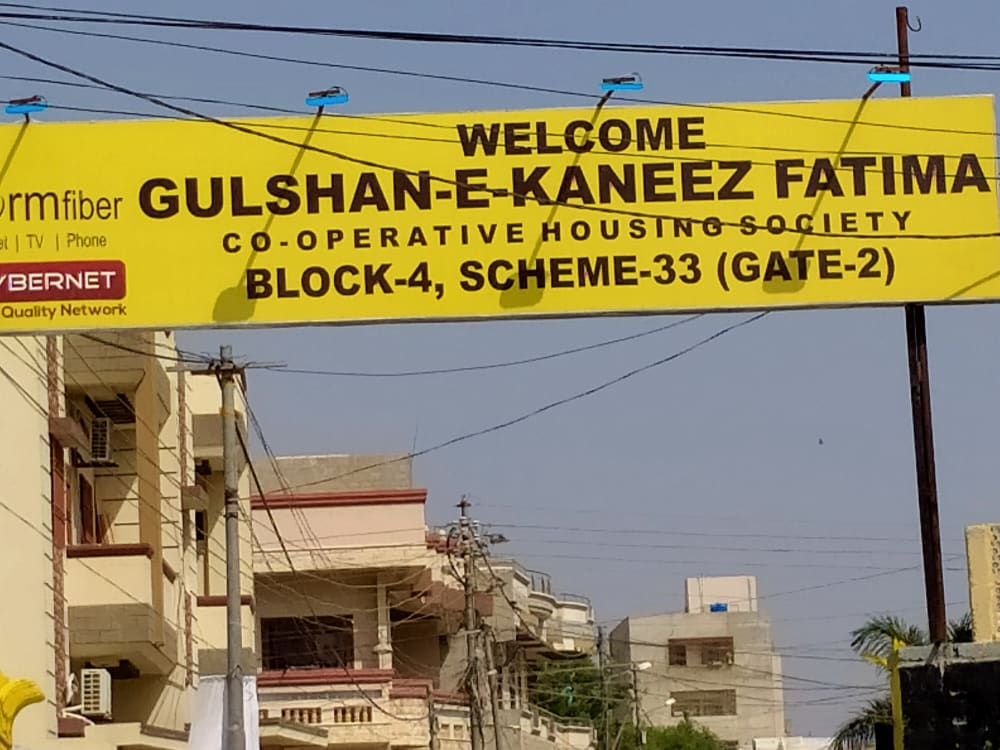 WELCOME
GULSHAN-E-KANEEZ FATIMA
CO-OPERATIVE HOUSING SOCIETY
BLOCK-4, SCHEME-33 (GATE-2)
rmfiber
et | TV | Phone
YBERNET
Quality Network